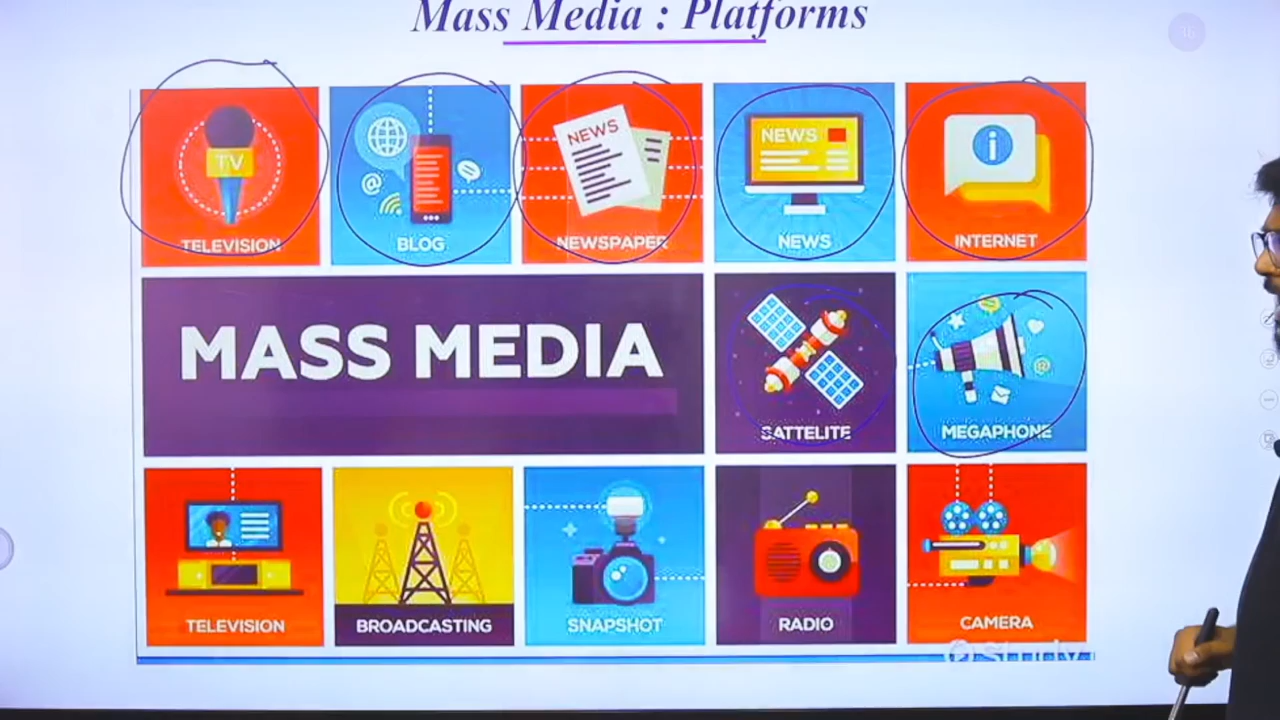 Mass Media : Platforms
TV
TELEVISION
@
BLOG
NEWS
NEWSPAPER
NEWS
NEWS
i
INTERNET
MASS MEDIA
SATTELITE
@
MEGAPHONE
TELEVISION
BROADCASTING
SNAPSHOT
RADIO
CAMERA